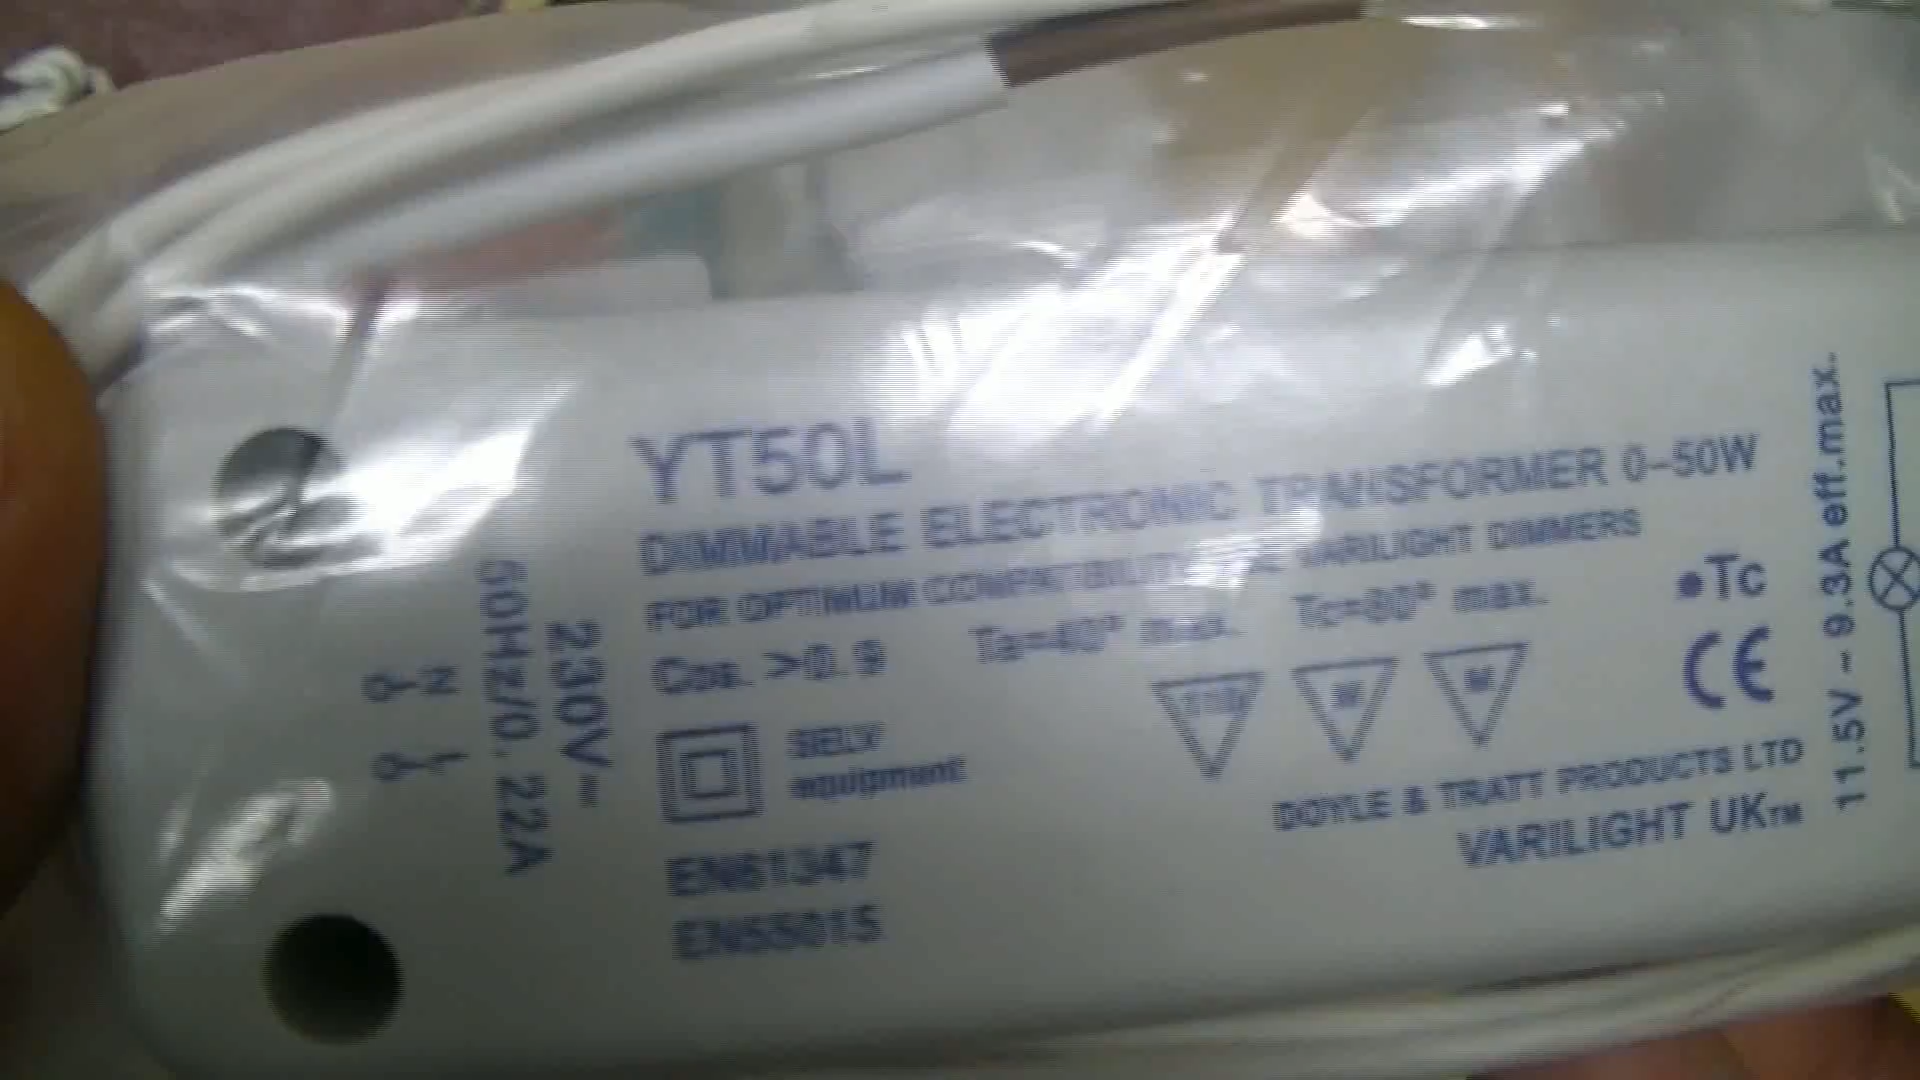 YT50L
DIMMABLE ELECTRONIC TRANSFORMER 0-50W
FOR OPTIMUM COMPATIBILITY VARILIGHT DIMMERS
Cos. >0.9 Ta=40° max. Tc=80° max.
•Tc
230V~
50Hz/0.22A
N
L
SELV
equipment
110
M
M
CE
EN61347
EN55015
DOYLE & TRATT PRODUCTS LTD
VARILIGHT UK™
11.5V ~ 9.3A eff.max.